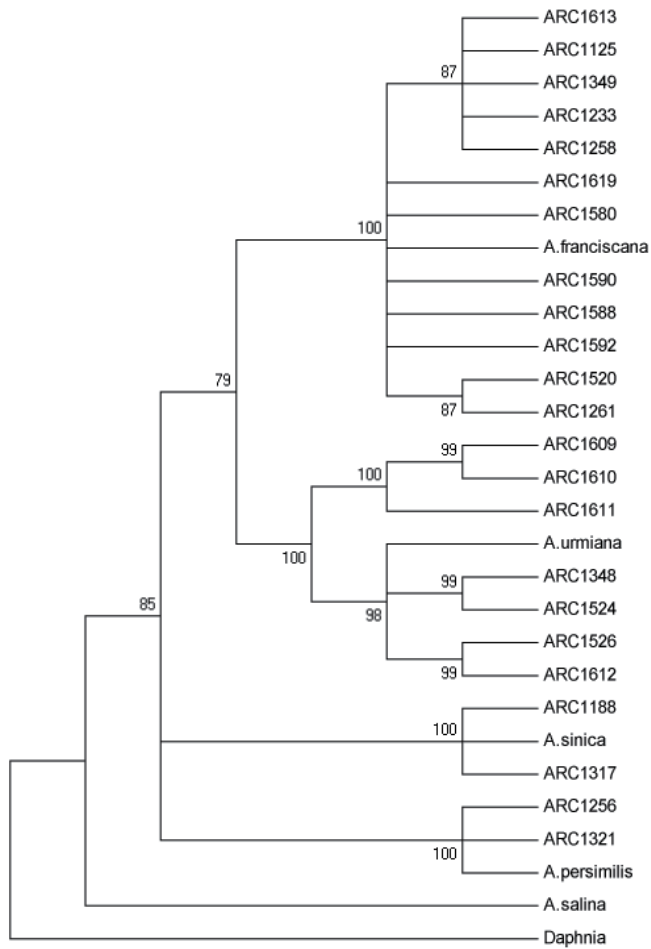 ARC1613
ARC1125
87
ARC1349
ARC1233
ARC1258
ARC1619
ARC1580
100
A.franciscana
ARC1590
ARC1588
ARC1592
79
ARC1520
87
ARC1261
ARC1609
99
ARC1610
100
ARC1611
A.urmiana
100
ARC1348
99
ARC1524
98
85
ARC1526
99
ARC1612
ARC1188
100
A.sinica
ARC1317
ARC1256
ARC1321
100
A.persimilis
A.salina
Daphnia